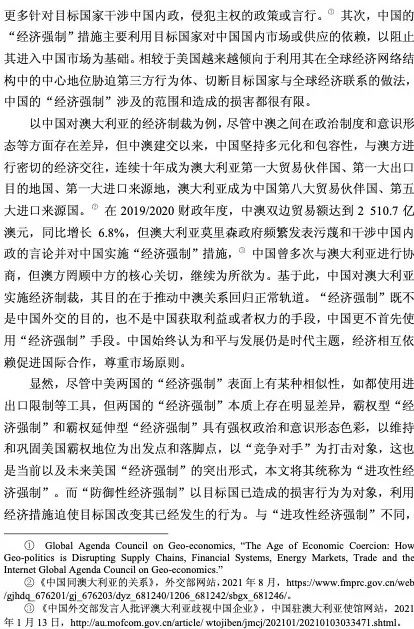 更多针对目标国家干涉中国内政，侵犯主权的政策或言行。① 其次，中国的
“经济强制”措施主要利用目标国家对中国国内市场或供应的依赖，以阻止
其进入中国市场为基础。相较于美国越来越倾向于利用其在全球经济网络结
构中的中心地位胁迫第三方行为体、切断目标国家与全球经济联系的做法，
中国的“经济强制”涉及的范围和造成的损害都很有限。
以中国对澳大利亚的经济制裁为例，尽管中澳之间在政治制度和意识形
态等方面存在差异，但中澳建交以来，中国坚持多元化和包容性，与澳方进
行密切的经济交往，连续十年成为澳大利亚第一大贸易伙伴国、第一大出口
目的地国、第一大进口来源地，澳大利亚成为中国第八大贸易伙伴国、第五
大进口来源国。② 在 2019/2020 财政年度，中澳双边贸易额达到 2 510.7 亿
澳元，同比增长 6.8%，但澳大利亚莫里森政府频繁发表污蔑和干涉中国内
政的言论并对中国实施“经济强制”措施，③ 中国曾多次与澳大利亚进行协
商，但澳方罔顾中方的核心关切，继续为所欲为。基于此，中国对澳大利亚
实施经济制裁，其目的在于推动中澳关系回归正常轨道。“经济强制”既不
是中国外交的目的，也不是中国获取利益或者权力的手段，中国更不首先使
用“经济强制”手段。中国始终认为和平与发展仍是时代主题，经济相互依
赖促进国际合作，尊重市场原则。
显然，尽管中美两国的“经济强制”表面上有某种相似性，如都使用进
出口限制等工具，但两国的“经济强制”本质上存在明显差异，霸权型“经
济强制”和霸权延伸型“经济强制”具有强权政治和意识形态色彩，以维持
和巩固美国霸权地位为出发点和落脚点，以“竞争对手”为打击对象，这也
是当前以及未来美国“经济强制”的突出形式，本文将其统称为“进攻性经
济强制”。而“防御性经济强制”以目标国已造成的损害行为为对象，利用
经济措施迫使目标国改变其已经发生的行为。与“进攻性经济强制”不同，
① Global Agenda Council on Geo-economics, “The Age of Economic Coercion: How
Geo-politics is Disrupting Supply Chains, Financial Systems, Energy Markets, Trade and the
Internet Global Agenda Council on Geo-economics.”
②《中国同澳大利亚的关系》，外交部网站，2021 年 8 月，https://www.fmprc.gov.cn/web
/gjhdq_676201/gj_676203/dyz_681240/1206_681242/sbgx_681246/。
③《中国外交部发言人批评澳大利亚歧视中国企业》，中国驻澳大利亚使馆网站，2021
年 1 月 13 日，http://au.mofcom.gov.cn/article/ wtojiben/jmcj/202101/20210103033471.shtml。